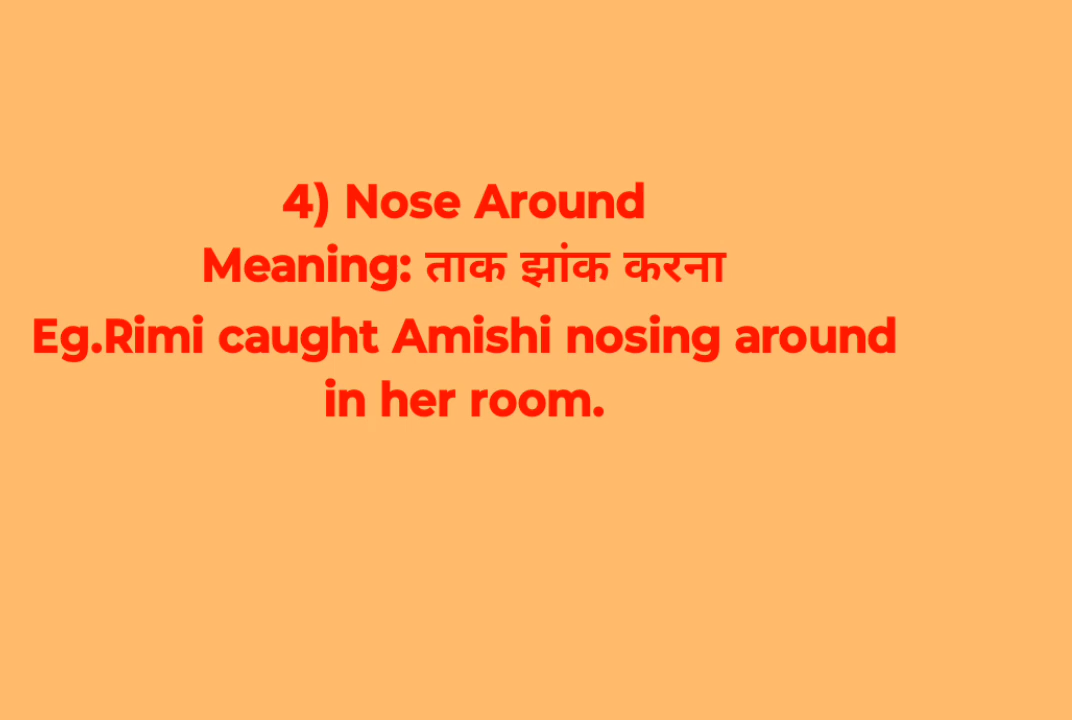 4) Nose Around
Meaning: ताक झांक करना
Eg.Rimi caught Amishi nosing around
in her room.